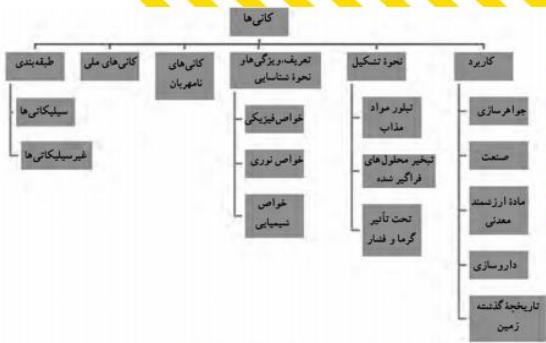 کانی‌ها
کاربرد
نحوهٔ تشکیل
تعریف، ویژگی‌ها و
نحوهٔ شناسایی
کانی‌های
نامهربان
کانی‌های ملی
طبقه‌بندی
جواهرسازی
صنعت
مادهٔ ارزشمند
معدنی
داروسازی
تاریخچهٔ گذشته
زمین
تبلور مواد
مذاب
تبخیر محلول‌های
فراگیر شده
تحت تأثیر
گرما و فشار
خواص فیزیکی
خواص نوری
خواص
شیمیایی
سیلیکاتی‌ها
غیرسیلیکاتی‌ها